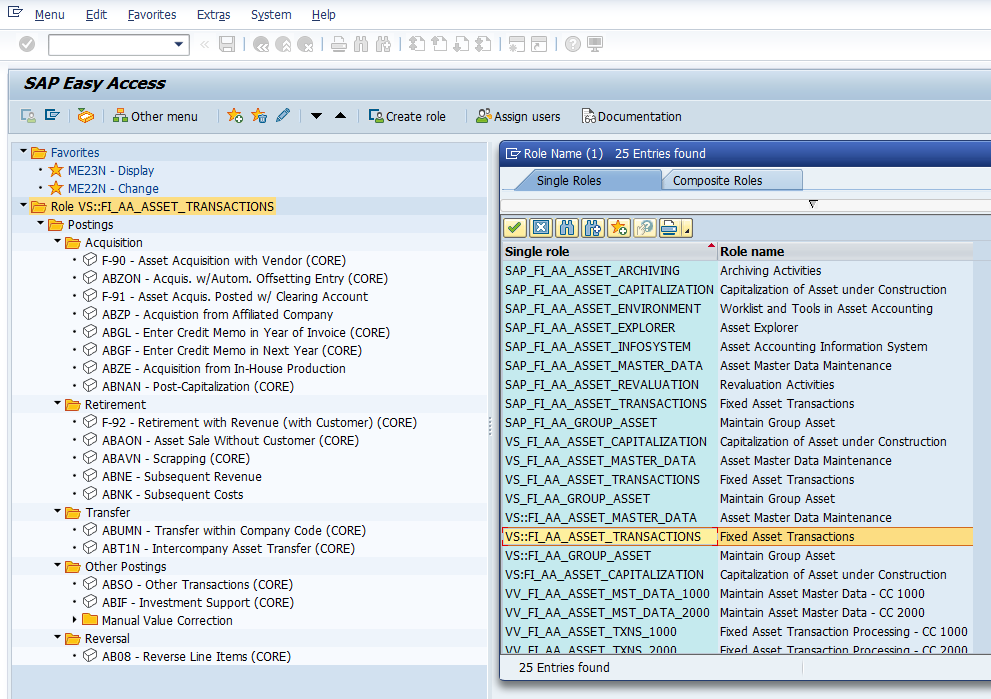 Menu Edit Favorites Extras System Help
SAP Easy Access
Other menu Create role Assign users Documentation
Favorites
ME23N - Display
ME22N - Change
Role VS::FI_AA_ASSET_TRANSACTIONS
Postings
Acquisition
F-90 - Asset Acquisition with Vendor (CORE)
ABZON - Acquis. w/Autom. Offsetting Entry (CORE)
F-91 - Asset Acquis. Posted w/ Clearing Account
ABZP - Acquistion from Affiliated Company
ABGL - Enter Credit Memo in Year of Invoice (CORE)
ABGF - Enter Credit Memo in Next Year (CORE)
ABZE - Acquisition from In-House Production
ABNAN - Post-Capitalization (CORE)
Retirement
F-92 - Retirement with Revenue (with Customer) (CORE)
ABAON - Asset Sale Without Customer (CORE)
ABAVN - Scrapping (CORE)
ABNE - Subsequent Revenue
ABNK - Subsequent Costs
Transfer
ABUMN - Transfer within Company Code (CORE)
ABT1N - Intercompany Asset Transfer (CORE)
Other Postings
ABSO - Other Transactions (CORE)
ABIF - Investment Support (CORE)
Manual Value Correction
Reversal
AB08 - Reverse Line Items (CORE)
Role Name (1) 25 Entries found
Single Roles Composite Roles
Single role Role name
SAP_FI_AA_ASSET_ARCHIVING Archiving Activities
SAP_FI_AA_ASSET_CAPITALIZATION Capitalization of Asset under Construction
SAP_FI_AA_ASSET_ENVIRONMENT Worklist and Tools in Asset Accounting
SAP_FI_AA_ASSET_EXPLORER Asset Explorer
SAP_FI_AA_ASSET_INFOSYSTEM Asset Accounting Information System
SAP_FI_AA_ASSET_MASTER_DATA Asset Master Data Maintenance
SAP_FI_AA_ASSET_REVALUATION Revaluation Activities
SAP_FI_AA_ASSET_TRANSACTIONS Fixed Asset Transactions
SAP_FI_AA_GROUP_ASSET Maintain Group Asset
VS_FI_AA_ASSET_CAPITALIZATION Capitalization of Asset under Construction
VS_FI_AA_ASSET_MASTER_DATA Asset Master Data Maintenance
VS_FI_AA_ASSET_TRANSACTIONS Fixed Asset Transactions
VS_FI_AA_GROUP_ASSET Maintain Group Asset
VS::FI_AA_ASSET_MASTER_DATA Asset Master Data Maintenance
VS::FI_AA_ASSET_TRANSACTIONS Fixed Asset Transactions
VS::FI_AA_GROUP_ASSET Maintain Group Asset
VS:FI_AA_ASSET_CAPITALIZATION Capitalization of Asset under Construction
VV_FI_AA_ASSET_MST_DATA_1000 Maintain Asset Master Data - CC 1000
VV_FI_AA_ASSET_MST_DATA_2000 Maintain Asset Master Data - CC 2000
VV_FI_AA_ASSET_TXNS_1000 Fixed Asset Transaction Processing - CC 1000
VV_FI_AA_ASSET_TXNS_2000 Fixed Asset Transaction Processing - CC 2000
25 Entries found